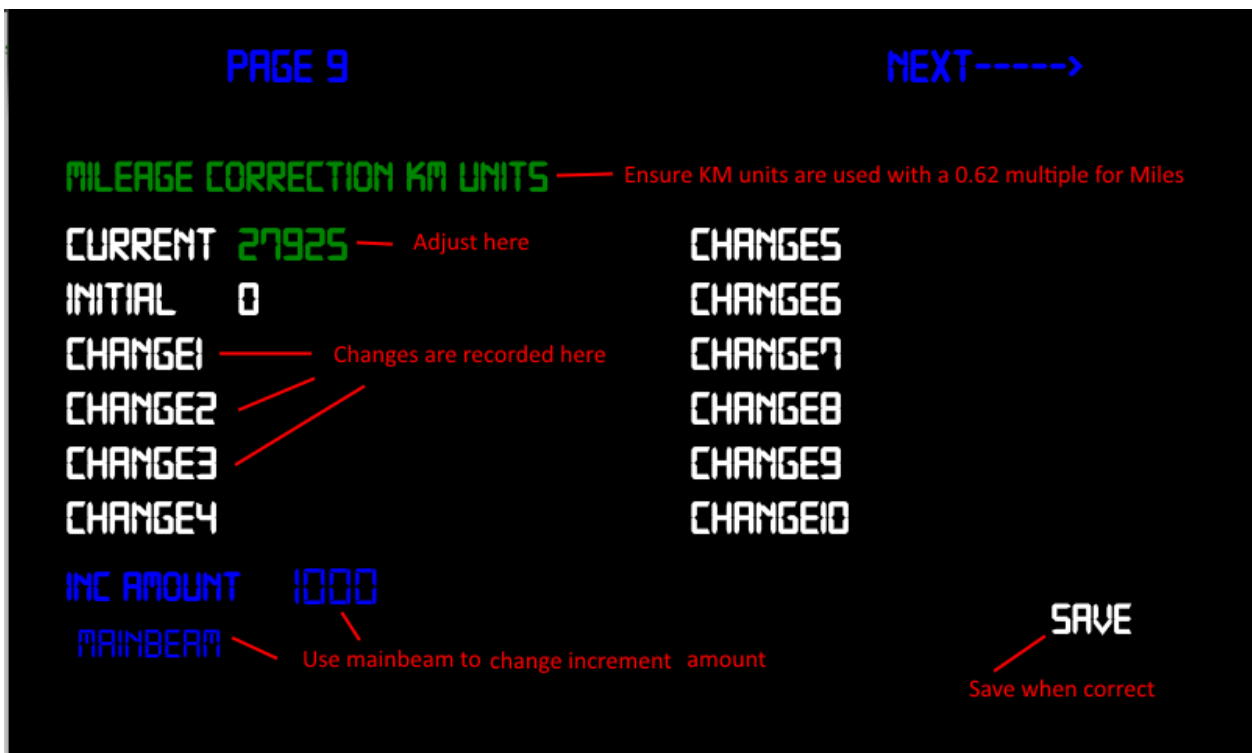 PAGE 9
NEXT----->
MILEAGE CORRECTION KM UNITS
Ensure KM units are used with a 0.62 multiple for Miles
CURRENT 27925
Adjust here
INITIAL 0
CHANGE1
Changes are recorded here
CHANGE2
CHANGE3
CHANGE4
CHANGE5
CHANGE6
CHANGE7
CHANGE8
CHANGE9
CHANGE10
INC AMOUNT 1000
MAINBEAM
Use mainbeam to change increment amount
SAVE
Save when correct